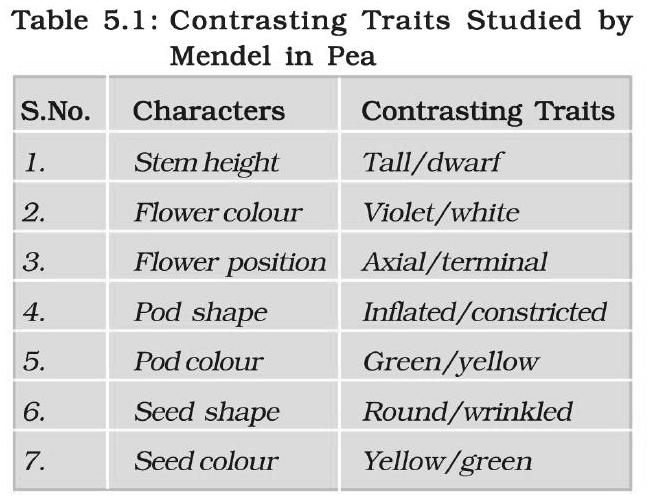 Table 5.1: Contrasting Traits Studied by
Mendel in Pea
S.No. Characters Contrasting Traits
1. Stem height Tall/dwarf
2. Flower colour Violet/white
3. Flower position Axial/terminal
4. Pod shape Inflated/constricted
5. Pod colour Green/yellow
6. Seed shape Round/wrinkled
7. Seed colour Yellow/green